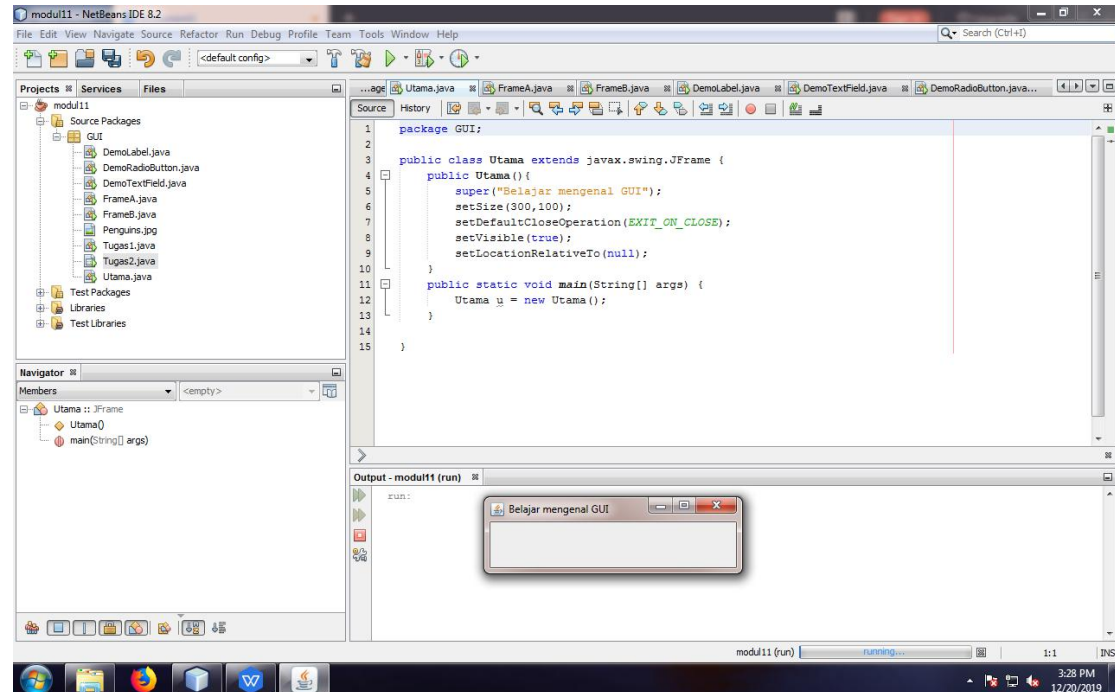 modul11 - NetBeans IDE 8.2
File Edit View Navigate Source Refactor Run Debug Profile Team Tools Window Help
Search (Ctrl+I)
<default config>
Projects Services Files
modul11
Source Packages
GUI
DemoLabel.java
DemoRadioButton.java
DemoTextField.java
FrameA.java
FrameB.java
Penguins.jpg
Tugas1.java
Tugas2.java
Utama.java
Test Packages
Libraries
Test Libraries
Navigator
Members <empty>
Utama :: JFrame
Utama()
main(String[] args)
...age Utama.java FrameA.java FrameB.java DemoLabel.java DemoTextField.java DemoRadioButton.java...
Source History
1 package GUI;
2
3 public class Utama extends javax.swing.JFrame {
4 public Utama(){
5 super("Belajar mengenal GUI");
6 setSize(300,100);
7 setDefaultCloseOperation(EXIT_ON_CLOSE);
8 setVisible(true);
9 setLocationRelativeTo(null);
10 }
11 public static void main(String[] args) {
12 Utama u = new Utama();
13 }
14
15 }
Output - modul11 (run)
run:
Belajar mengenal GUI
modul11 (run) running... 1:1 INS
3:28 PM
12/20/2019